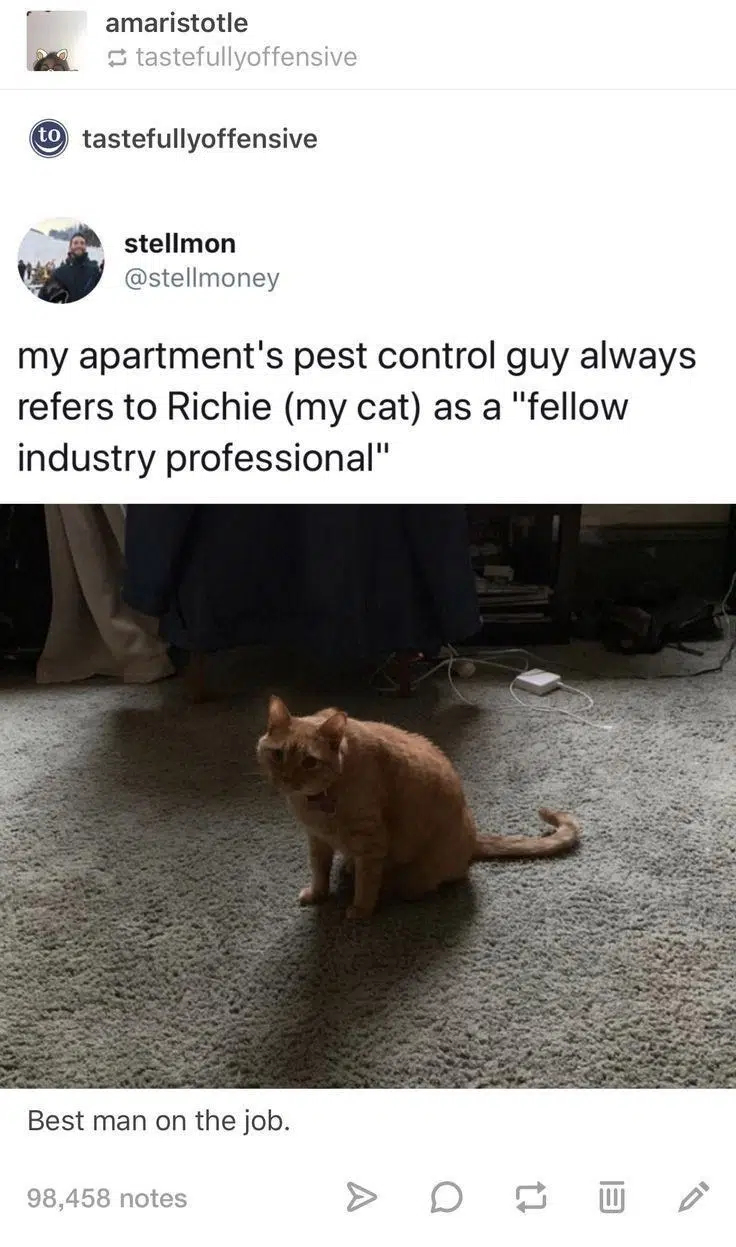 amaristotle
tastefullyoffensive
to tastefullyoffensive
stellmon
@stellmoney
my apartment's pest control guy always
refers to Richie (my cat) as a "fellow
industry professional"
Best man on the job.
98,458 notes